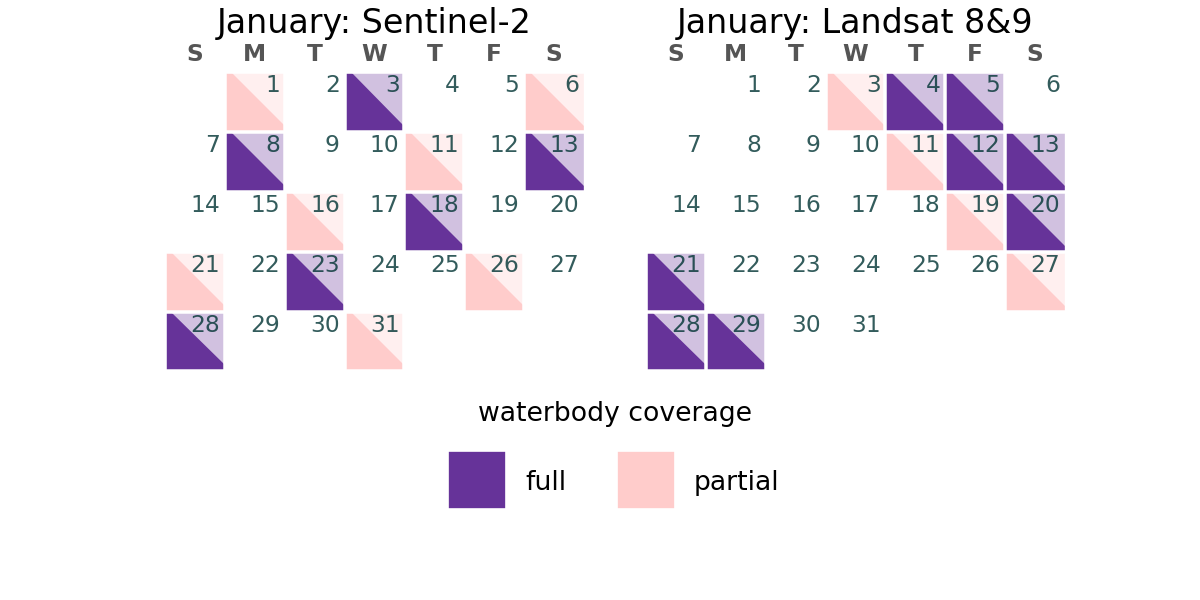 January: Sentinel-2
S M T W T F S
1 2 3 4 5 6
7 8 9 10 11 12 13
14 15 16 17 18 19 20
21 22 23 24 25 26 27
28 29 30 31
January: Landsat 8&9
S M T W T F S
1 2 3 4 5 6
7 8 9 10 11 12 13
14 15 16 17 18 19 20
21 22 23 24 25 26 27
28 29 30 31
waterbody coverage
full partial